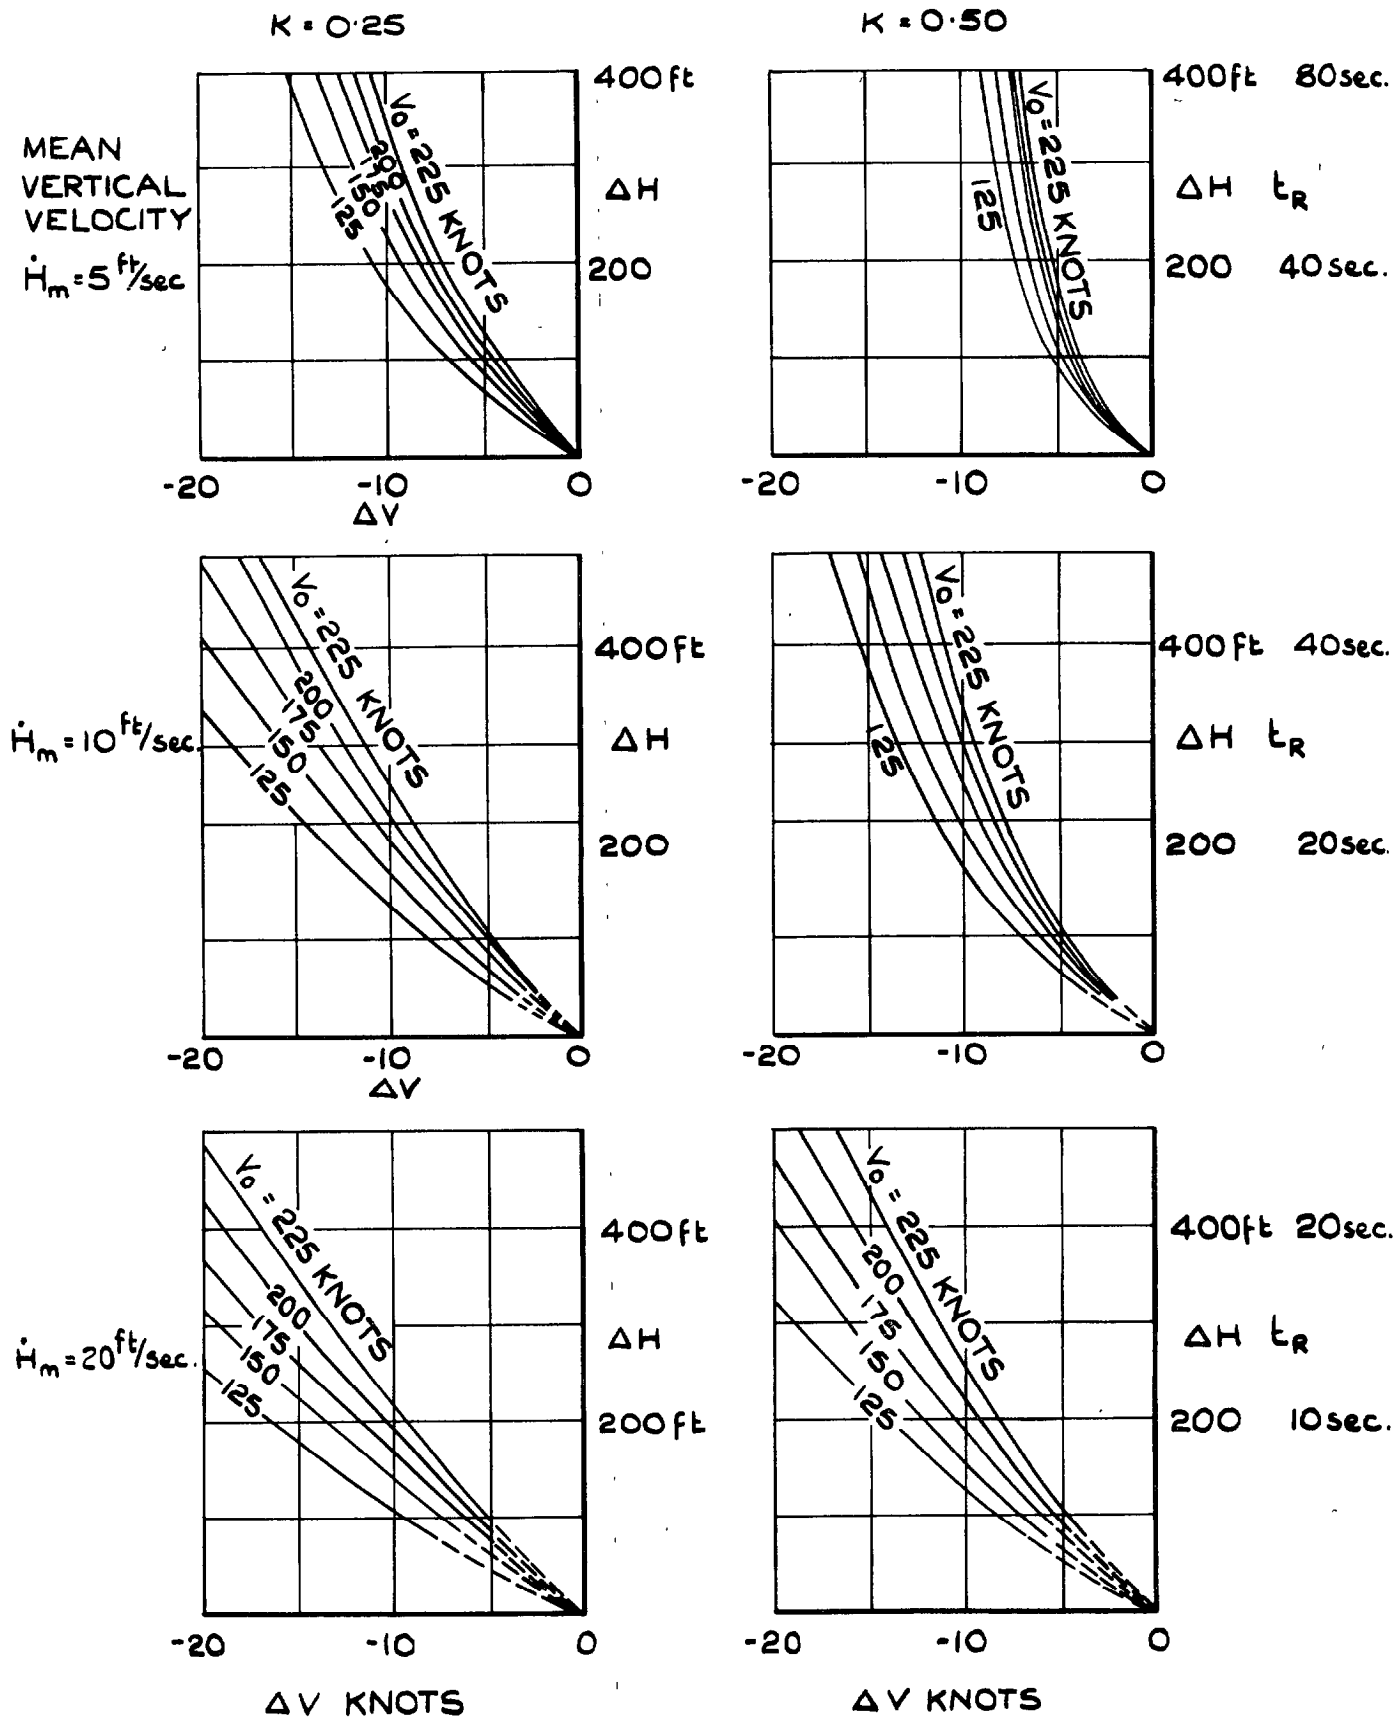 K = 0·25
K = 0·50
400ft
400ft 80sec.
MEAN
VERTICAL
VELOCITY
Ḣm = 5 ft/sec
V₀ = 225 KNOTS
200
175
150
125
ΔH
200
V₀ = 225 KNOTS
125
ΔH tR
200 40sec.
-20 -10 0
ΔV
-20 -10 0
Ḣm = 10 ft/sec.
V₀ = 225 KNOTS
200
175
150
125
400ft
ΔH
200
V₀ = 225 KNOTS
125
400ft 40sec.
ΔH tR
200 20sec.
-20 -10 0
ΔV
-20 -10 0
Ḣm = 20 ft/sec.
V₀ = 225 KNOTS
200
175
150
125
400ft
ΔH
200ft
V₀ = 225 KNOTS
200
175
150
125
400ft 20sec.
ΔH tR
200 10sec.
-20 -10 0
ΔV KNOTS
-20 -10 0
ΔV KNOTS